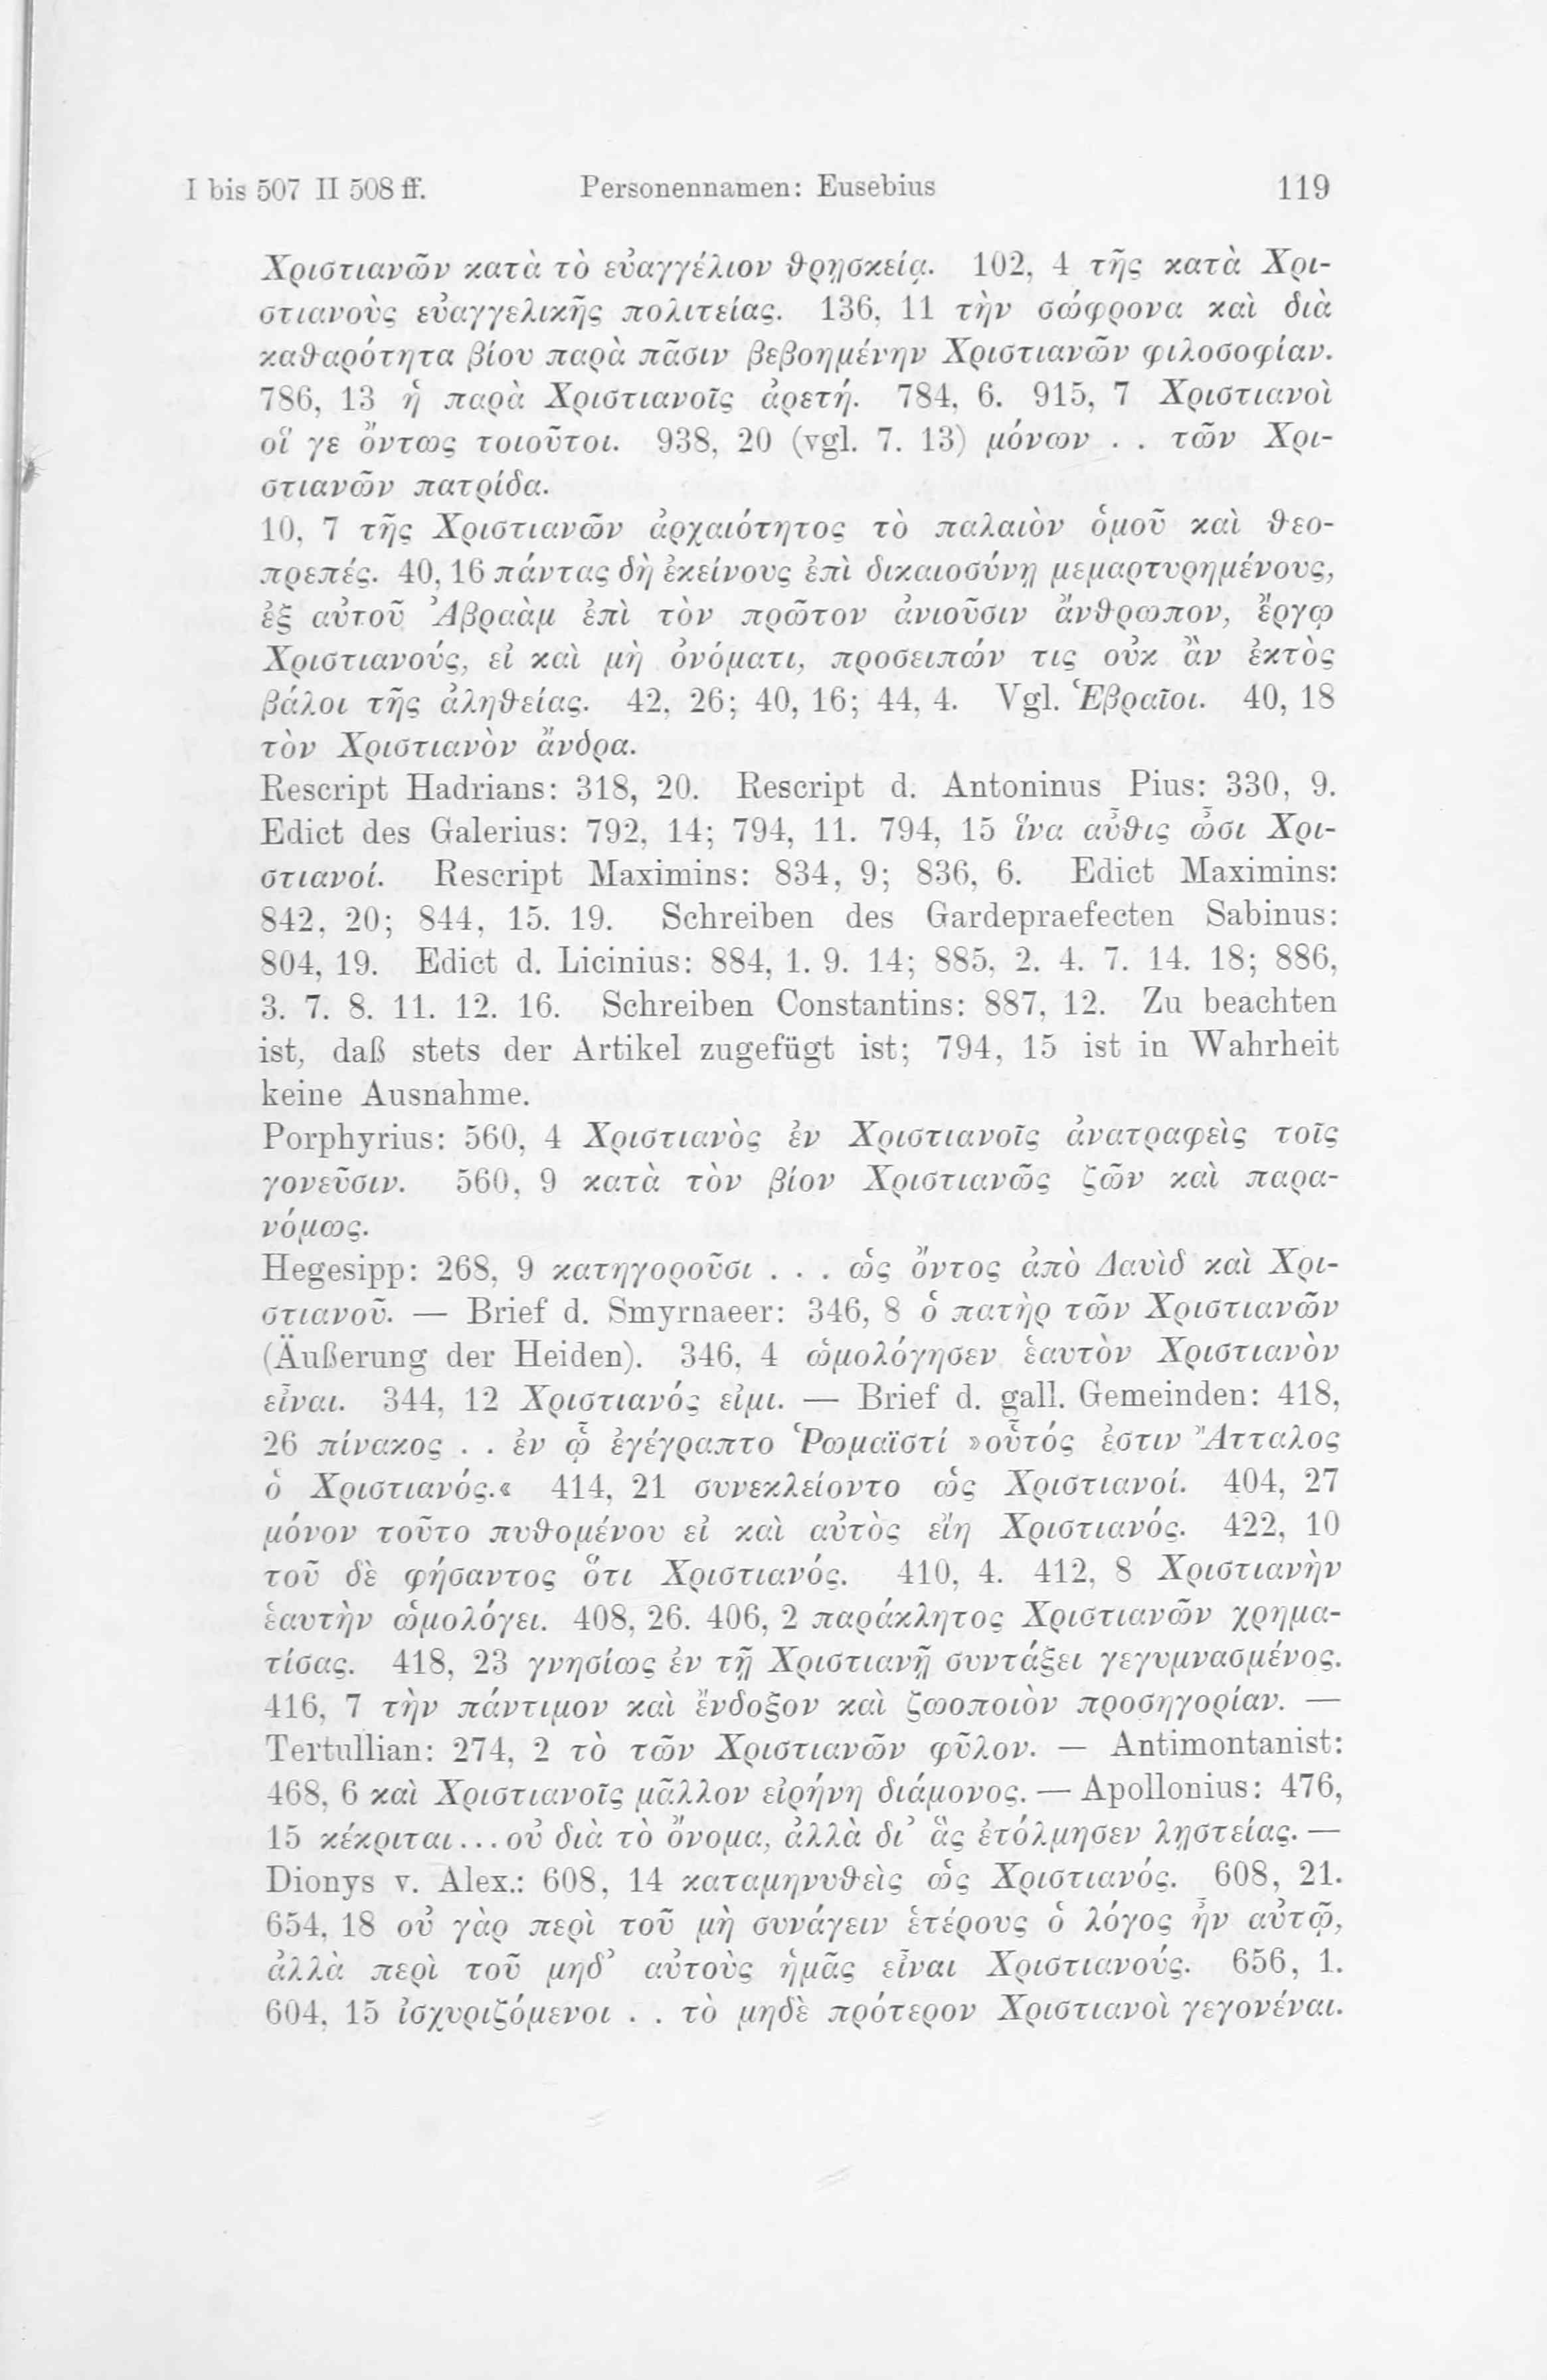 I bis 507 II 508 ff. Personennamen: Eusebius 119
Χριστιανῶν κατὰ τὸ εὐαγγέλιον θρησκείᾳ. 102, 4 τῆς κατὰ Χρι-
στιανοὺς εὐαγγελικῆς πολιτείας. 136, 11 τὴν σώφρονα καὶ διὰ
καθαρότητα βίου παρὰ πᾶσιν βεβοημένην Χριστιανῶν φιλοσοφίαν.
786, 13 ἡ παρὰ Χριστιανοῖς ἀρετή. 784, 6. 915, 7 Χριστιανοὶ
οἵ γε ὄντως τοιοῦτοι. 938, 20 (vgl. 7. 13) μόνων . . τῶν Χρι-
στιανῶν πατρίδα.
10, 7 τῆς Χριστιανῶν ἀρχαιότητος τὸ παλαιὸν ὁμοῦ καὶ θεο-
πρεπές. 40, 16 πάντας δὴ ἐκείνους ἐπὶ δικαιοσύνῃ μεμαρτυρημένους,
ἐξ αὐτοῦ Ἀβραὰμ ἐπὶ τὸν πρῶτον ἀνιοῦσιν ἄνθρωπον, ἔργῳ
Χριστιανούς, εἰ καὶ μὴ ὀνόματι, προσειπών τις οὐκ ἂν ἐκτὸς
βάλοι τῆς ἀληθείας. 42, 26; 40, 16; 44, 4. Vgl. Ἑβραῖοι. 40, 18
τὸν Χριστιανὸν ἄνδρα.
Rescript Hadrians: 318, 20. Rescript d. Antoninus Pius: 330, 9.
Edict des Galerius: 792, 14; 794, 11. 794, 15 ἵνα αὖθις ὦσι Χρι-
στιανοί. Rescript Maximins: 834, 9; 836, 6. Edict Maximins:
842, 20; 844, 15. 19. Schreiben des Gardepraefecten Sabinus:
804, 19. Edict d. Licinius: 884, 1. 9. 14; 885, 2. 4. 7. 14. 18; 886,
3. 7. 8. 11. 12. 16. Schreiben Constantins: 887, 12. Zu beachten
ist, daß stets der Artikel zugefügt ist; 794, 15 ist in Wahrheit
keine Ausnahme.
Porphyrius: 560, 4 Χριστιανὸς ἐν Χριστιανοῖς ἀνατραφεὶς τοῖς
γονεῦσιν. 560, 9 κατὰ τὸν βίον Χριστιανῶς ζῶν καὶ παρα-
νόμως.
Hegesipp: 268, 9 κατηγοροῦσι . . . ὡς ὄντος ἀπὸ Δαυὶδ καὶ Χρι-
στιανοῦ. — Brief d. Smyrnaeer: 346, 8 ὁ πατὴρ τῶν Χριστιανῶν
(Äußerung der Heiden). 346, 4 ὡμολόγησεν ἑαυτὸν Χριστιανὸν
εἶναι. 344, 12 Χριστιανός εἰμι. — Brief d. gall. Gemeinden: 418,
26 πίνακος . . ἐν ᾧ ἐγέγραπτο Ῥωμαϊστί »οὗτός ἐστιν Ἄτταλος
ὁ Χριστιανός.« 414, 21 συνεκλείοντο ὡς Χριστιανοί. 404, 27
μόνον τοῦτο πυθομένου εἰ καὶ αὐτὸς εἴη Χριστιανός. 422, 10
τοῦ δὲ φήσαντος ὅτι Χριστιανός. 410, 4. 412, 8 Χριστιανὴν
ἑαυτὴν ὡμολόγει. 408, 26. 406, 2 παράκλητος Χριστιανῶν χρημα-
τίσας. 418, 23 γνησίως ἐν τῇ Χριστιανῇ συντάξει γεγυμνασμένος.
416, 7 τὴν πάντιμον καὶ ἔνδοξον καὶ ζωοποιὸν προσηγορίαν. —
Tertullian: 274, 2 τὸ τῶν Χριστιανῶν φῦλον. — Antimontanist:
468, 6 καὶ Χριστιανοῖς μᾶλλον εἰρήνη διάμονος. — Apollonius: 476,
15 κέκριται . . . οὐ διὰ τὸ ὄνομα, ἀλλὰ δι᾽ ἃς ἐτόλμησεν λῃστείας. —
Dionys v. Alex.: 608, 14 καταμηνυθεὶς ὡς Χριστιανός. 608, 21.
654, 18 οὐ γὰρ περὶ τοῦ μὴ συνάγειν ἑτέρους ὁ λόγος ἦν αὐτῷ,
ἀλλὰ περὶ τοῦ μηδ᾽ αὐτοὺς ἡμᾶς εἶναι Χριστιανούς. 656, 1.
604, 15 ἰσχυριζόμενοι . . τὸ μηδὲ πρότερον Χριστιανοὶ γεγονέναι.